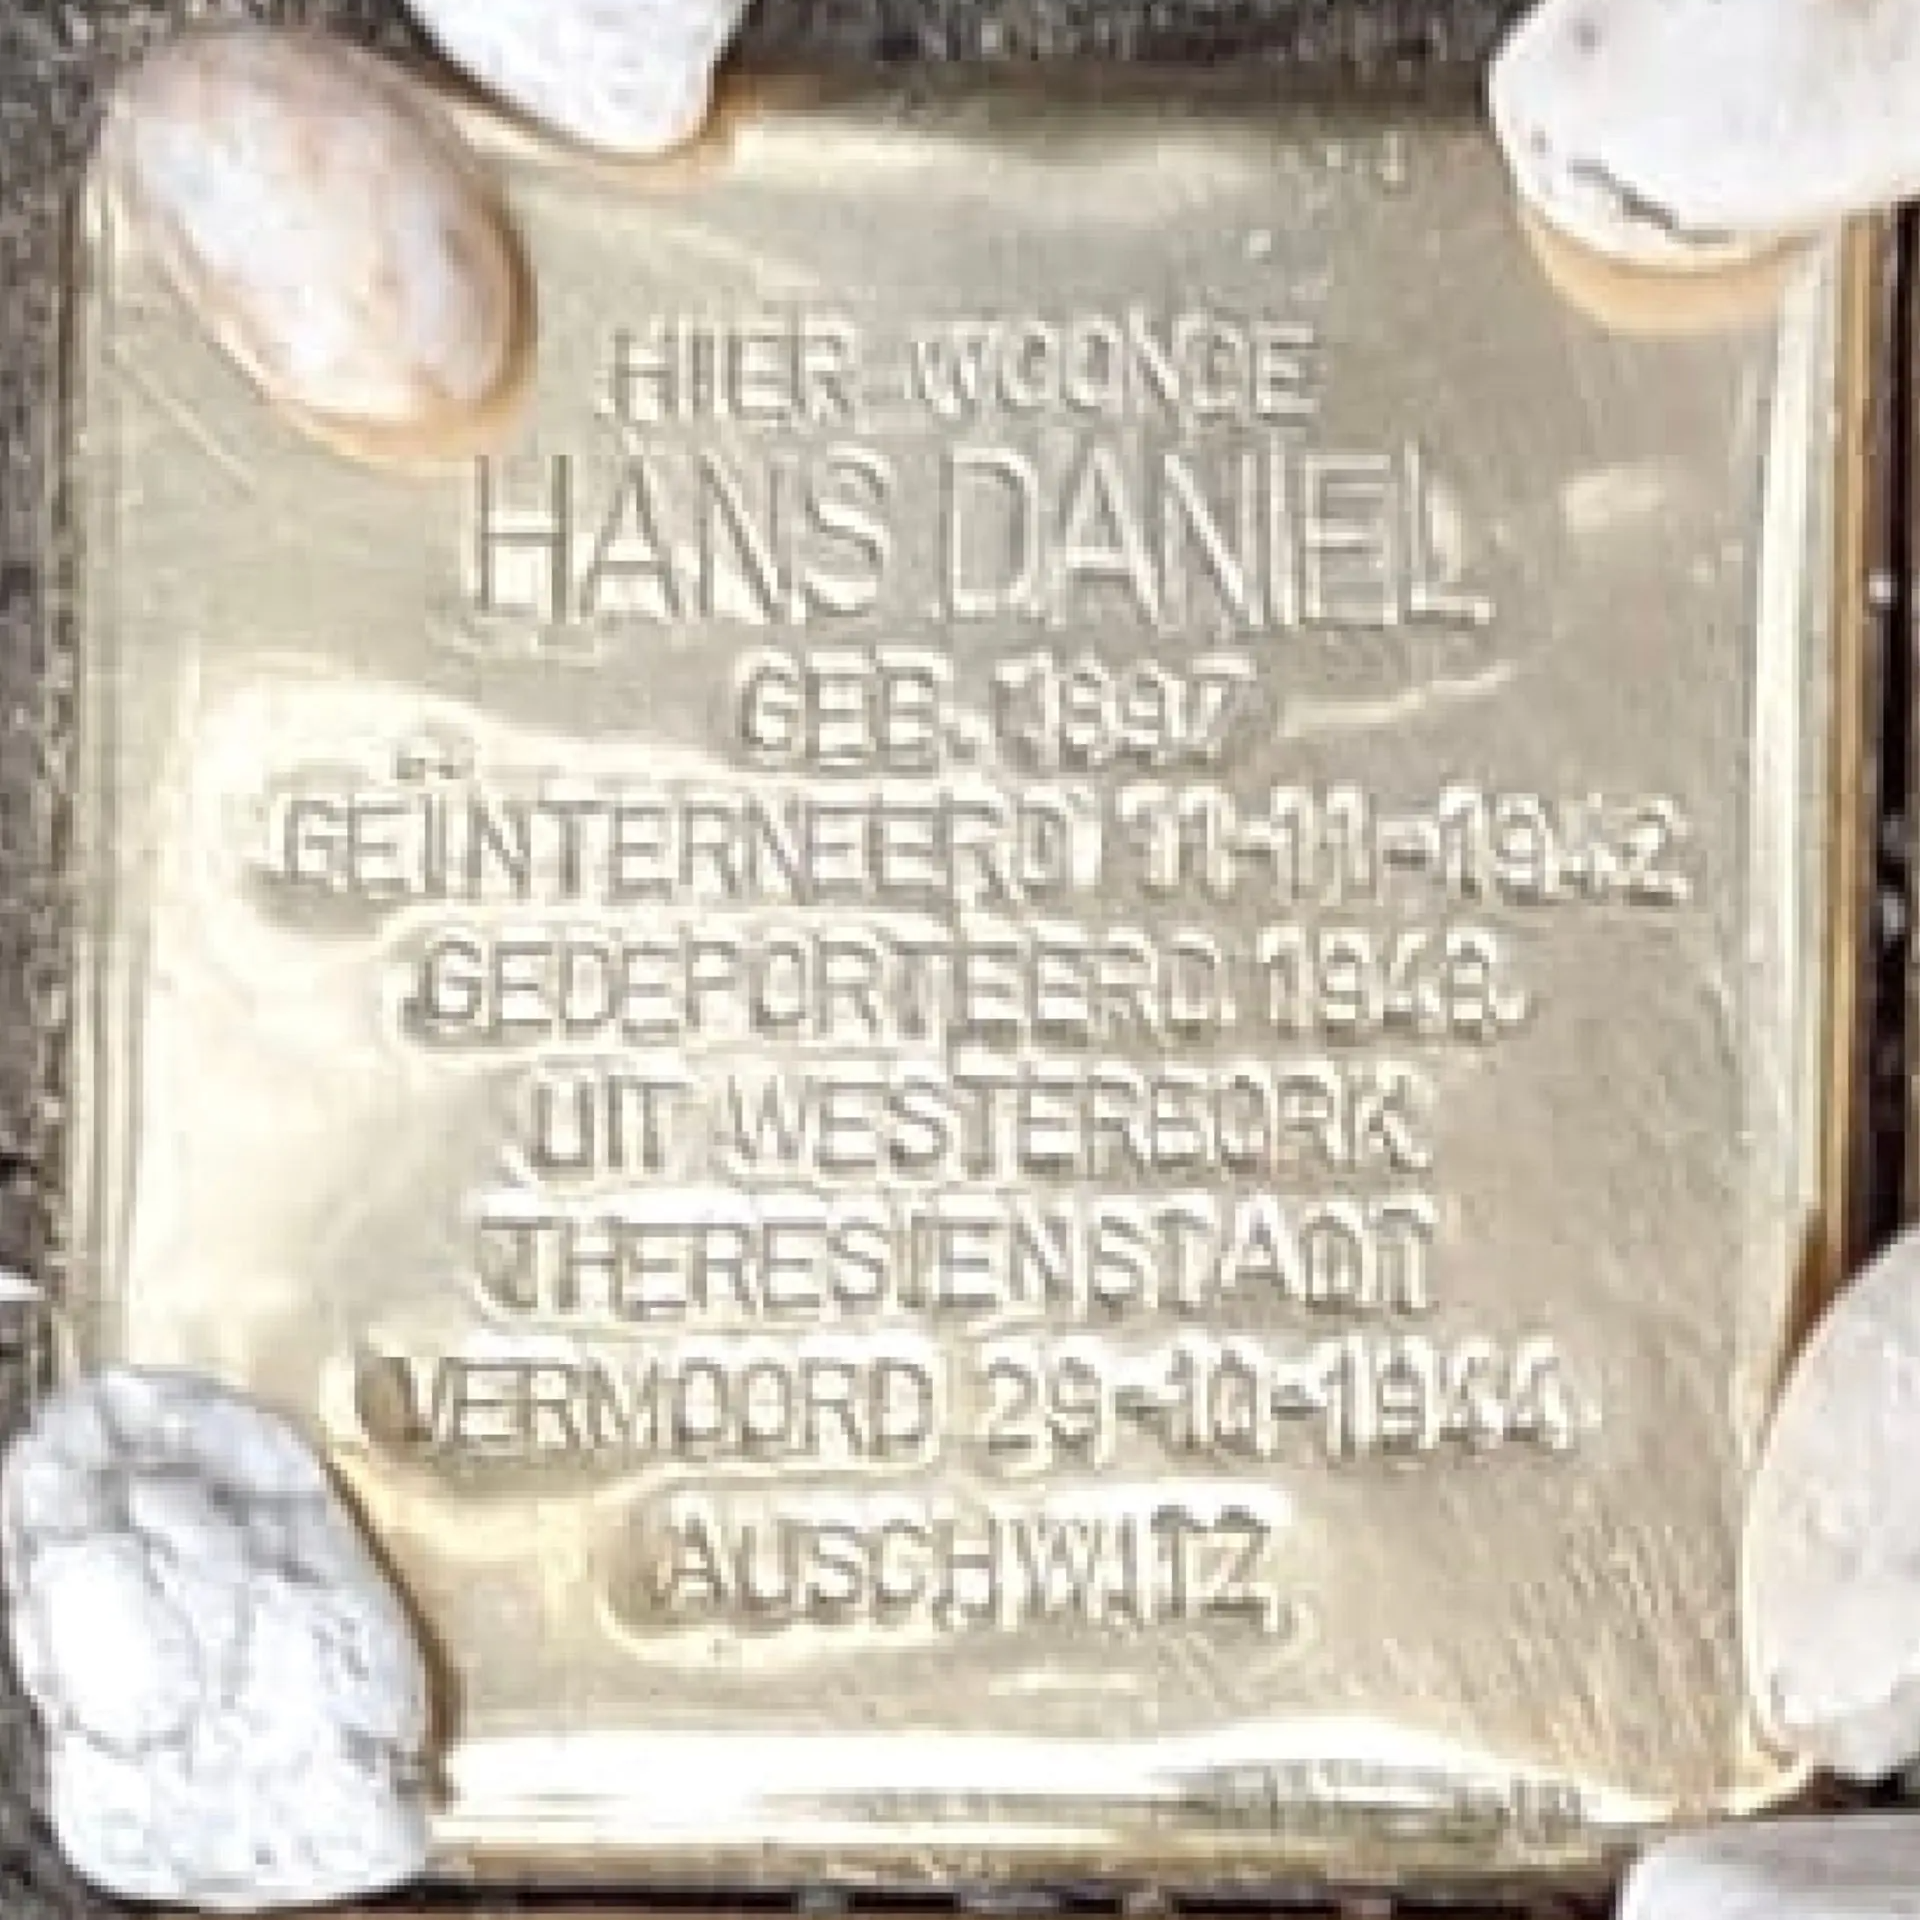 HIER WOONDE
HANS DANIEL
GEB. 1897
GEÏNTERNEERD 11-11-1942
GEDEPORTEERD 1943
UIT WESTERBORK
THERESIENSTADT
VERMOORD 29-10-1944
AUSCHWITZ